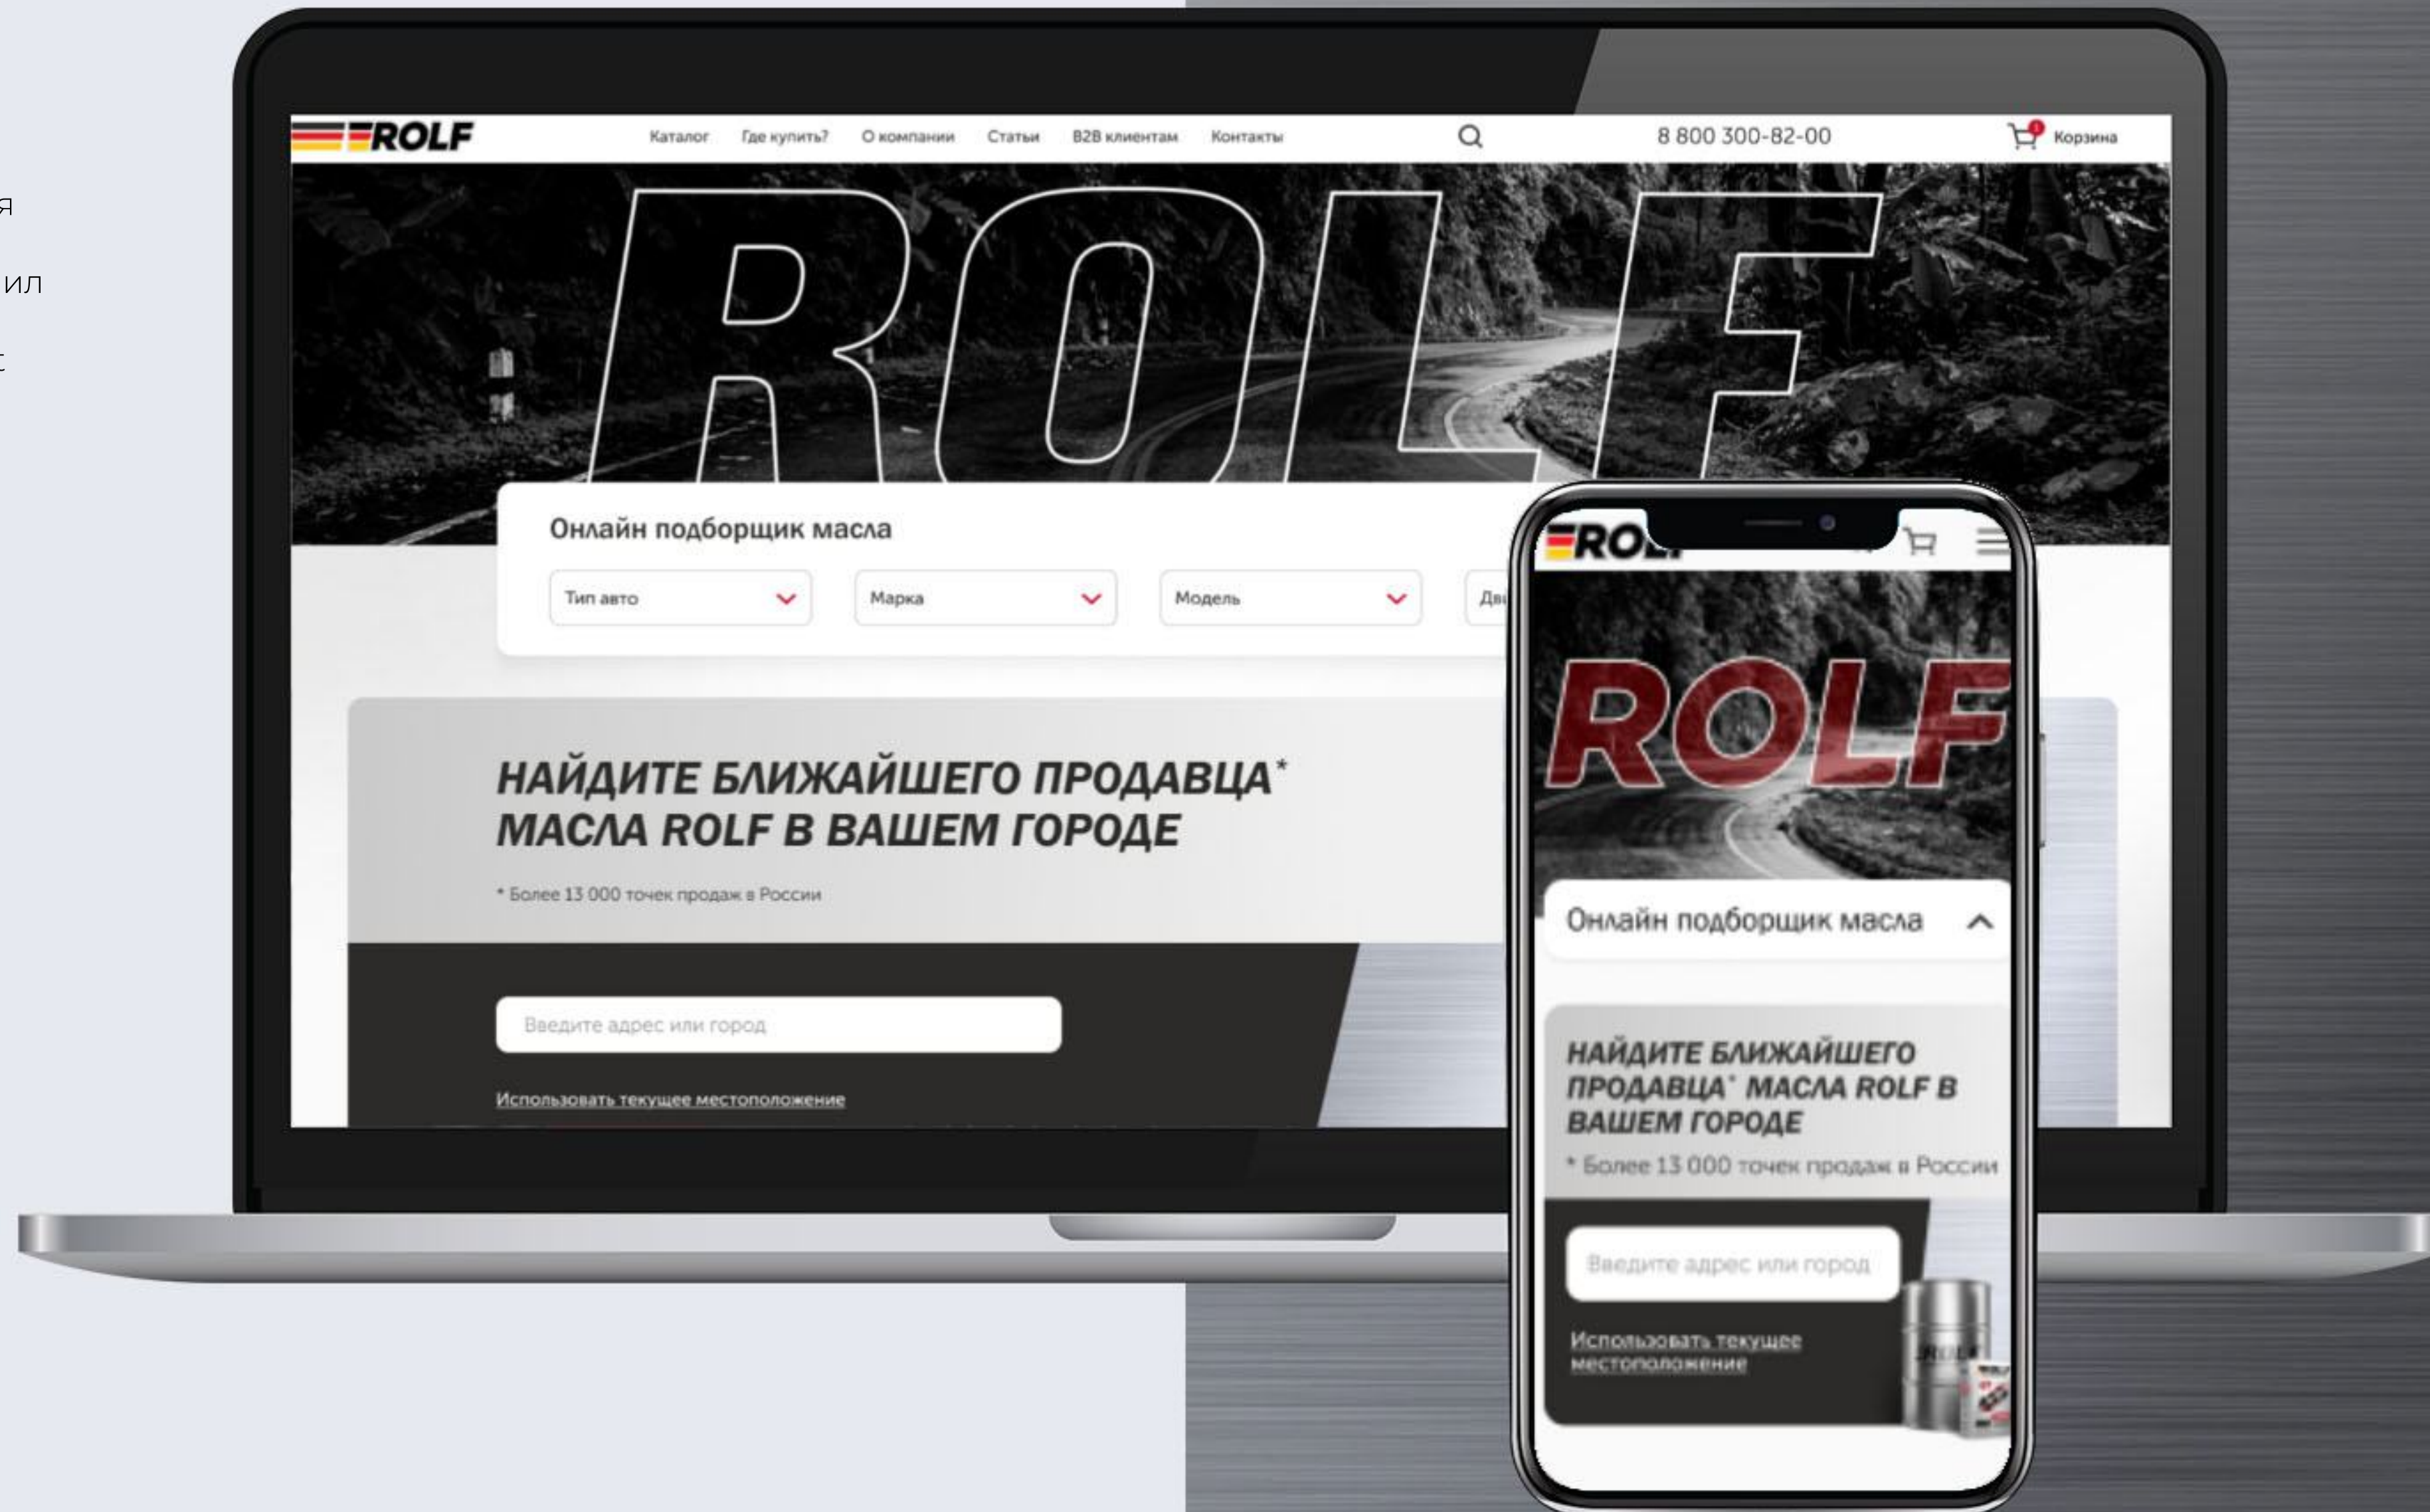 я
ил
t
ROLF
Каталог Где купить? О компании Статьи B2B клиентам Контакты 8 800 300-82-00 1 Корзина
ROLF
Онлайн подборщик масла
Тип авто Марка Модель
НАЙДИТЕ БЛИЖАЙШЕГО ПРОДАВЦА*
МАСЛА ROLF В ВАШЕМ ГОРОДЕ
* Более 13 000 точек продаж в России
Введите адрес или город
Использовать текущее местоположение
ROLF
Онлайн подборщик масла
НАЙДИТЕ БЛИЖАЙШЕГО
ПРОДАВЦА* МАСЛА ROLF В
ВАШЕМ ГОРОДЕ
* Более 13 000 точек продаж в России
Введите адрес или город
Использовать текущее
местоположение
ROLF